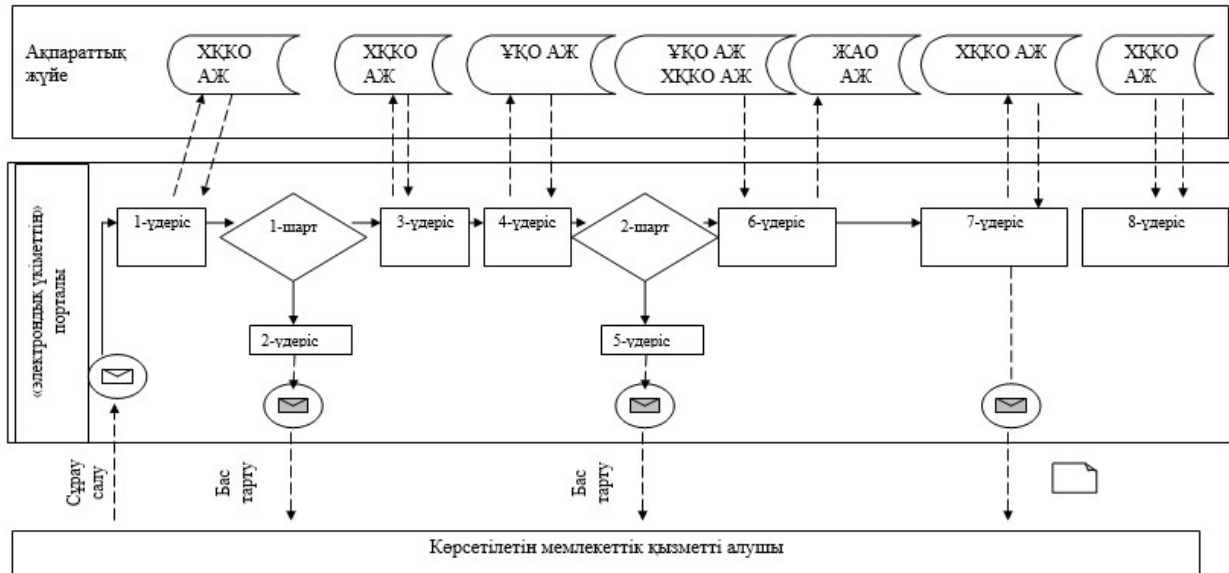 Ақпараттық
жүйе
ХҚКО
АЖ
ХҚКО
АЖ
ҰҚО АЖ
ҰҚО АЖ
ХҚКО АЖ
ЖАО
АЖ
ХҚКО АЖ
ХҚКО
АЖ
«электрондық үкіметтің»
порталы
1-үдеріс
1-шарт
3-үдеріс
4-үдеріс
2-шарт
6-үдеріс
7-үдеріс
8-үдеріс
2-үдеріс
5-үдеріс
Сұрау
салу
Бас
тарту
Бас
тарту
Көрсетілетін мемлекеттік қызметті алушы